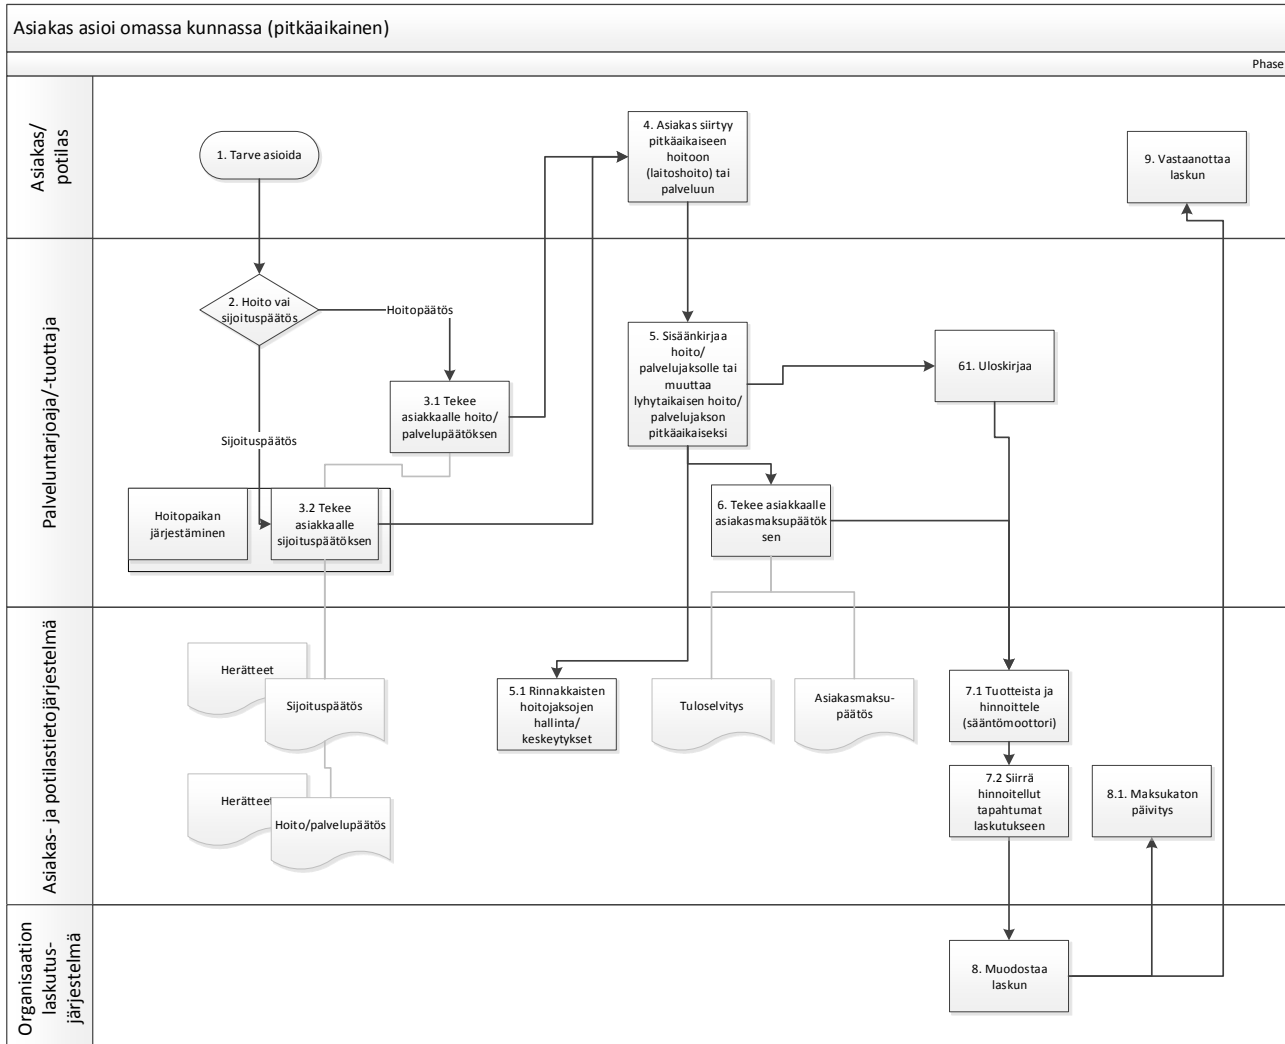 Asiakas asioi omassa kunnassa (pitkäaikainen)
Phase
Asiakas/
potilas
1. Tarve asioida
4. Asiakas siirtyy
pitkäaikaiseen
hoitoon
(laitoshoito) tai
palveluun
9. Vastaanottaa
laskun
Palveluntarjoaja/-tuottaja
2. Hoito vai
sijoituspäätös
Hoitopäätös
Sijoituspäätös
3.1 Tekee
asiakkaalle hoito/
palvelupäätöksen
5. Sisäänkirjaa
hoito/
palvelujaksolle tai
muuttaa
lyhytaikaisen hoito/
palvelujakson
pitkäaikaiseksi
61. Uloskirjaa
Hoitopaikan
järjestäminen
3.2 Tekee
asiakkaalle
sijoituspäätöksen
6. Tekee asiakkaalle
asiakasmaksupäätök
sen
Asiakas- ja potilastietojärjestelmä
Herätteet
Sijoituspäätös
Herätteet
Hoito/palvelupäätös
5.1 Rinnakkaisten
hoitojaksojen
hallinta/
keskeytykset
Tuloselvitys
Asiakasmaksu-
päätös
7.1 Tuotteista ja
hinnoittele
(sääntömoottori)
7.2 Siirrä
hinnoitellut
tapahtumat
laskutukseen
8.1. Maksukaton
päivitys
Organisaation
laskutus-
järjestelmä
8. Muodostaa
laskun